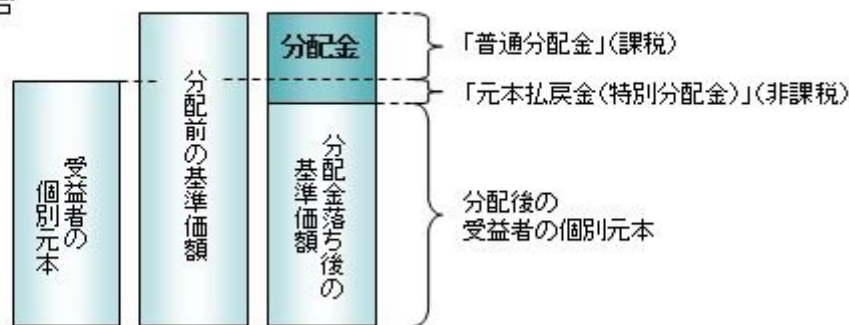 分配金
「普通分配金」(課税)
「元本払戻金(特別分配金)」(非課税)
受益者の
個別元本
分配前の基準価額
分配金落ち後の
基準価額
分配後の
受益者の個別元本